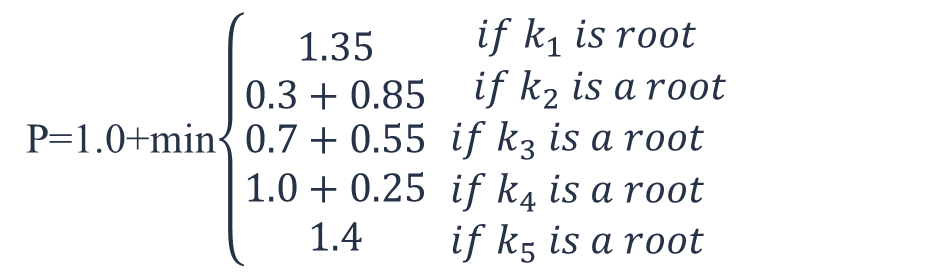 1.35 if k₁ is root
0.3 + 0.85 if k₂ is a root
P=1.0+min{ 0.7 + 0.55 if k₃ is a root
1.0 + 0.25 if k₄ is a root
1.4 if k₅ is a root